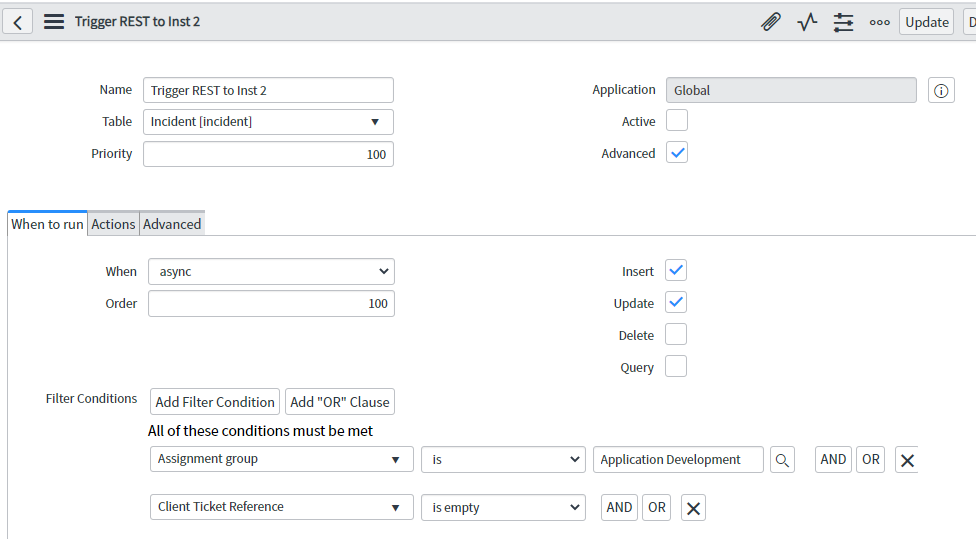 Trigger REST to Inst 2
Update D
Name Trigger REST to Inst 2 Application Global
Table Incident [incident] Active
Priority 100 Advanced
When to run Actions Advanced
When async Insert
Order 100 Update
Delete
Query
Filter Conditions Add Filter Condition Add "OR" Clause
All of these conditions must be met
Assignment group is Application Development AND OR
Client Ticket Reference is empty AND OR